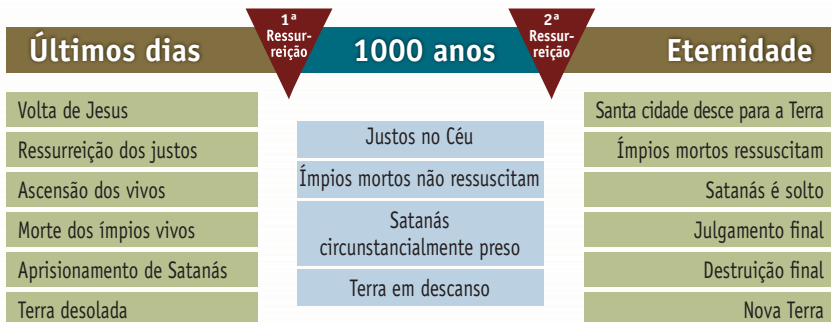 Últimos dias
1ª
Ressur-
reição
1000 anos
2ª
Ressur-
reição
Eternidade
Volta de Jesus
Ressurreição dos justos
Ascensão dos vivos
Morte dos ímpios vivos
Aprisionamento de Satanás
Terra desolada
Justos no Céu
Ímpios mortos não ressuscitam
Satanás
circunstancialmente preso
Terra em descanso
Santa cidade desce para a Terra
Ímpios mortos ressuscitam
Satanás é solto
Julgamento final
Destruição final
Nova Terra